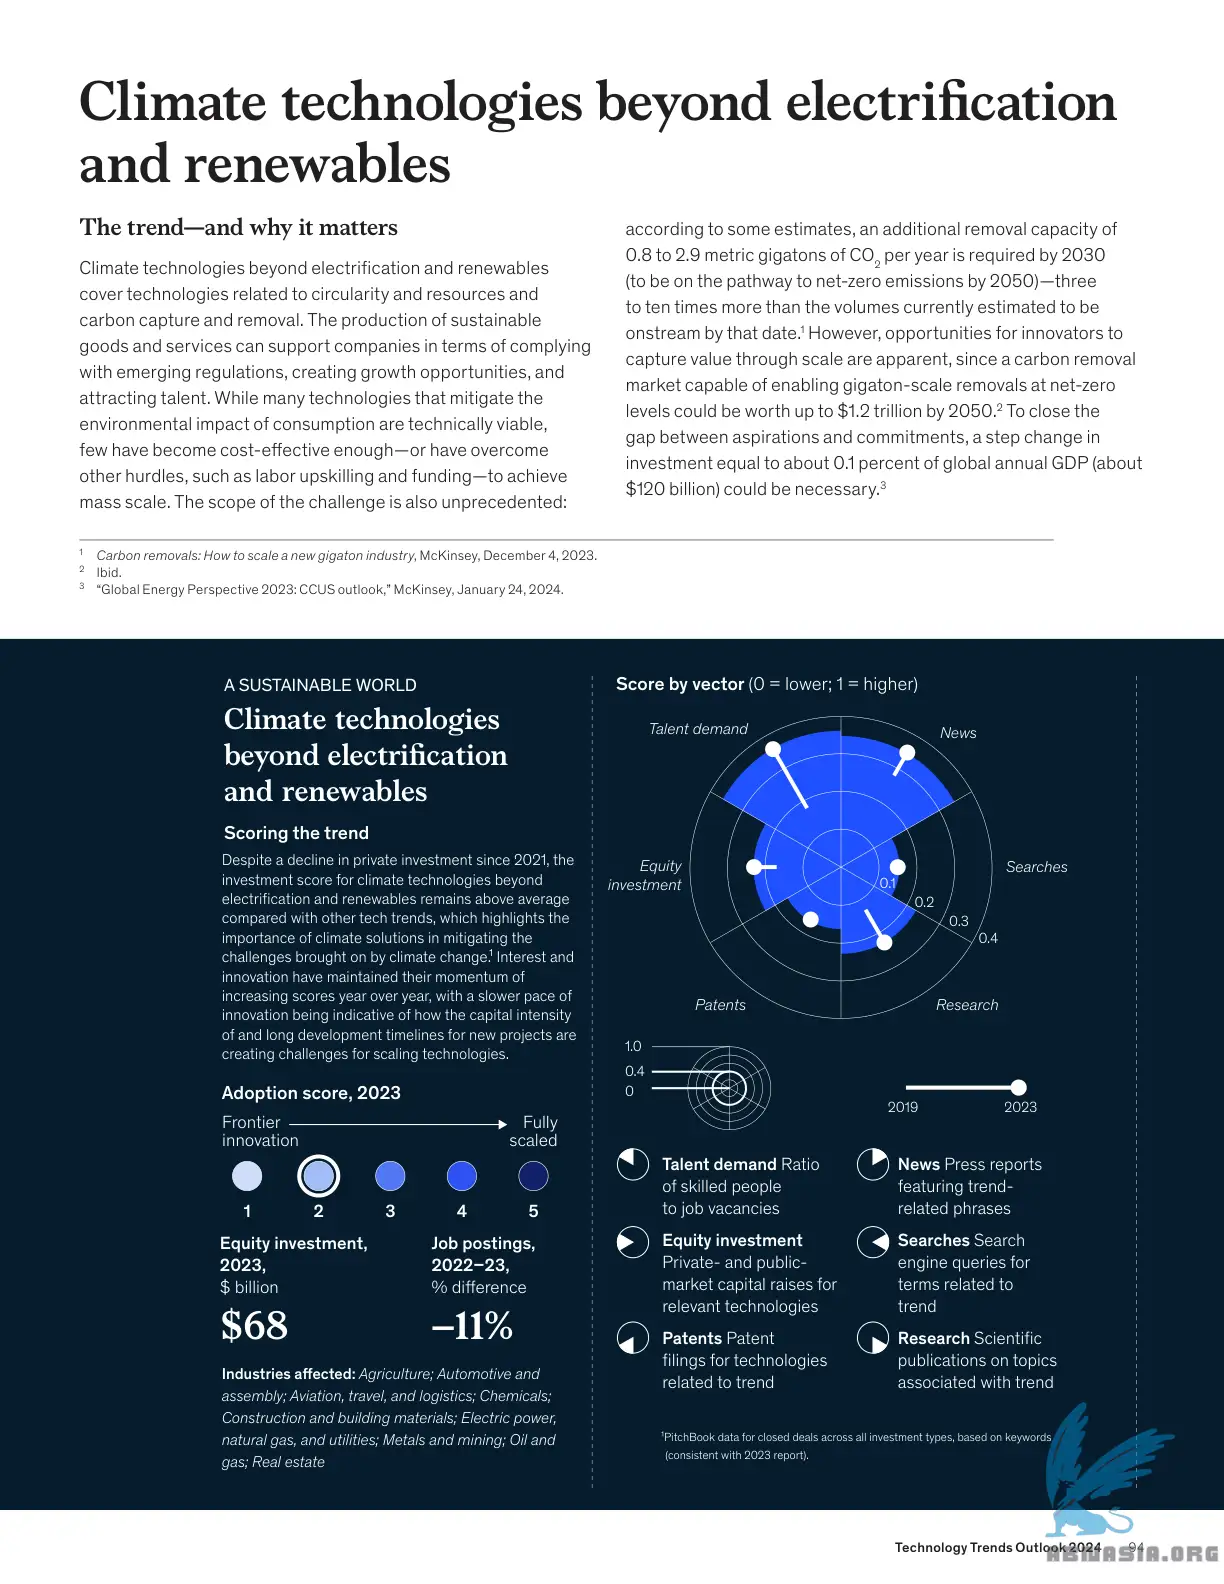 Climate technologies beyond electrification
and renewables
The trend—and why it matters
Climate technologies beyond electrification and renewables
cover technologies related to circularity and resources and
carbon capture and removal. The production of sustainable
goods and services can support companies in terms of complying
with emerging regulations, creating growth opportunities, and
attracting talent. While many technologies that mitigate the
environmental impact of consumption are technically viable,
few have become cost-effective enough—or have overcome
other hurdles, such as labor upskilling and funding—to achieve
mass scale. The scope of the challenge is also unprecedented:
according to some estimates, an additional removal capacity of
0.8 to 2.9 metric gigatons of CO₂ per year is required by 2030
(to be on the pathway to net-zero emissions by 2050)—three
to ten times more than the volumes currently estimated to be
onstream by that date.¹ However, opportunities for innovators to
capture value through scale are apparent, since a carbon removal
market capable of enabling gigaton-scale removals at net-zero
levels could be worth up to $1.2 trillion by 2050.² To close the
gap between aspirations and commitments, a step change in
investment equal to about 0.1 percent of global annual GDP (about
$120 billion) could be necessary.³
¹ Carbon removals: How to scale a new gigaton industry, McKinsey, December 4, 2023.
² Ibid.
³ “Global Energy Perspective 2023: CCUS outlook,” McKinsey, January 24, 2024.
A SUSTAINABLE WORLD
Climate technologies
beyond electrification
and renewables
Scoring the trend
Despite a decline in private investment since 2021, the
investment score for climate technologies beyond
electrification and renewables remains above average
compared with other tech trends, which highlights the
importance of climate solutions in mitigating the
challenges brought on by climate change.¹ Interest and
innovation have maintained their momentum of
increasing scores year over year, with a slower pace of
innovation being indicative of how the capital intensity
of and long development timelines for new projects are
creating challenges for scaling technologies.
Adoption score, 2023
Frontier
innovation
Fully
scaled
1 2 3 4 5
Equity investment,
2023,
$ billion
$68
Job postings,
2022–23,
% difference
–11%
Industries affected: Agriculture; Automotive and
assembly; Aviation, travel, and logistics; Chemicals;
Construction and building materials; Electric power,
natural gas, and utilities; Metals and mining; Oil and
gas; Real estate
Score by vector (0 = lower; 1 = higher)
Talent demand
News
Equity
investment
Searches
0.1
0.2
0.3
0.4
Patents
Research
1.0
0.4
0
2019
2023
Talent demand Ratio
of skilled people
to job vacancies
Equity investment
Private- and public-
market capital raises for
relevant technologies
Patents Patent
filings for technologies
related to trend
News Press reports
featuring trend-
related phrases
Searches Search
engine queries for
terms related to
trend
Research Scientific
publications on topics
associated with trend
¹PitchBook data for closed deals across all investment types, based on keywords
(consistent with 2023 report).
Technology Trends Outlook 2024 94
ABWASIA.ORG